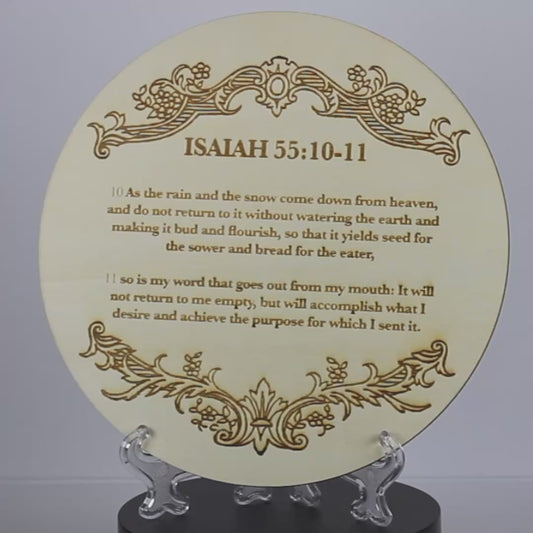 ISAIAH 55:10-11
10 As the rain and the snow come down from heaven,
and do not return to it without watering the earth and
making it bud and flourish, so that it yields seed for
the sower and bread for the eater,
11 so is my word that goes out from my mouth: It will
not return to me empty, but will accomplish what I
desire and achieve the purpose for which I sent it.